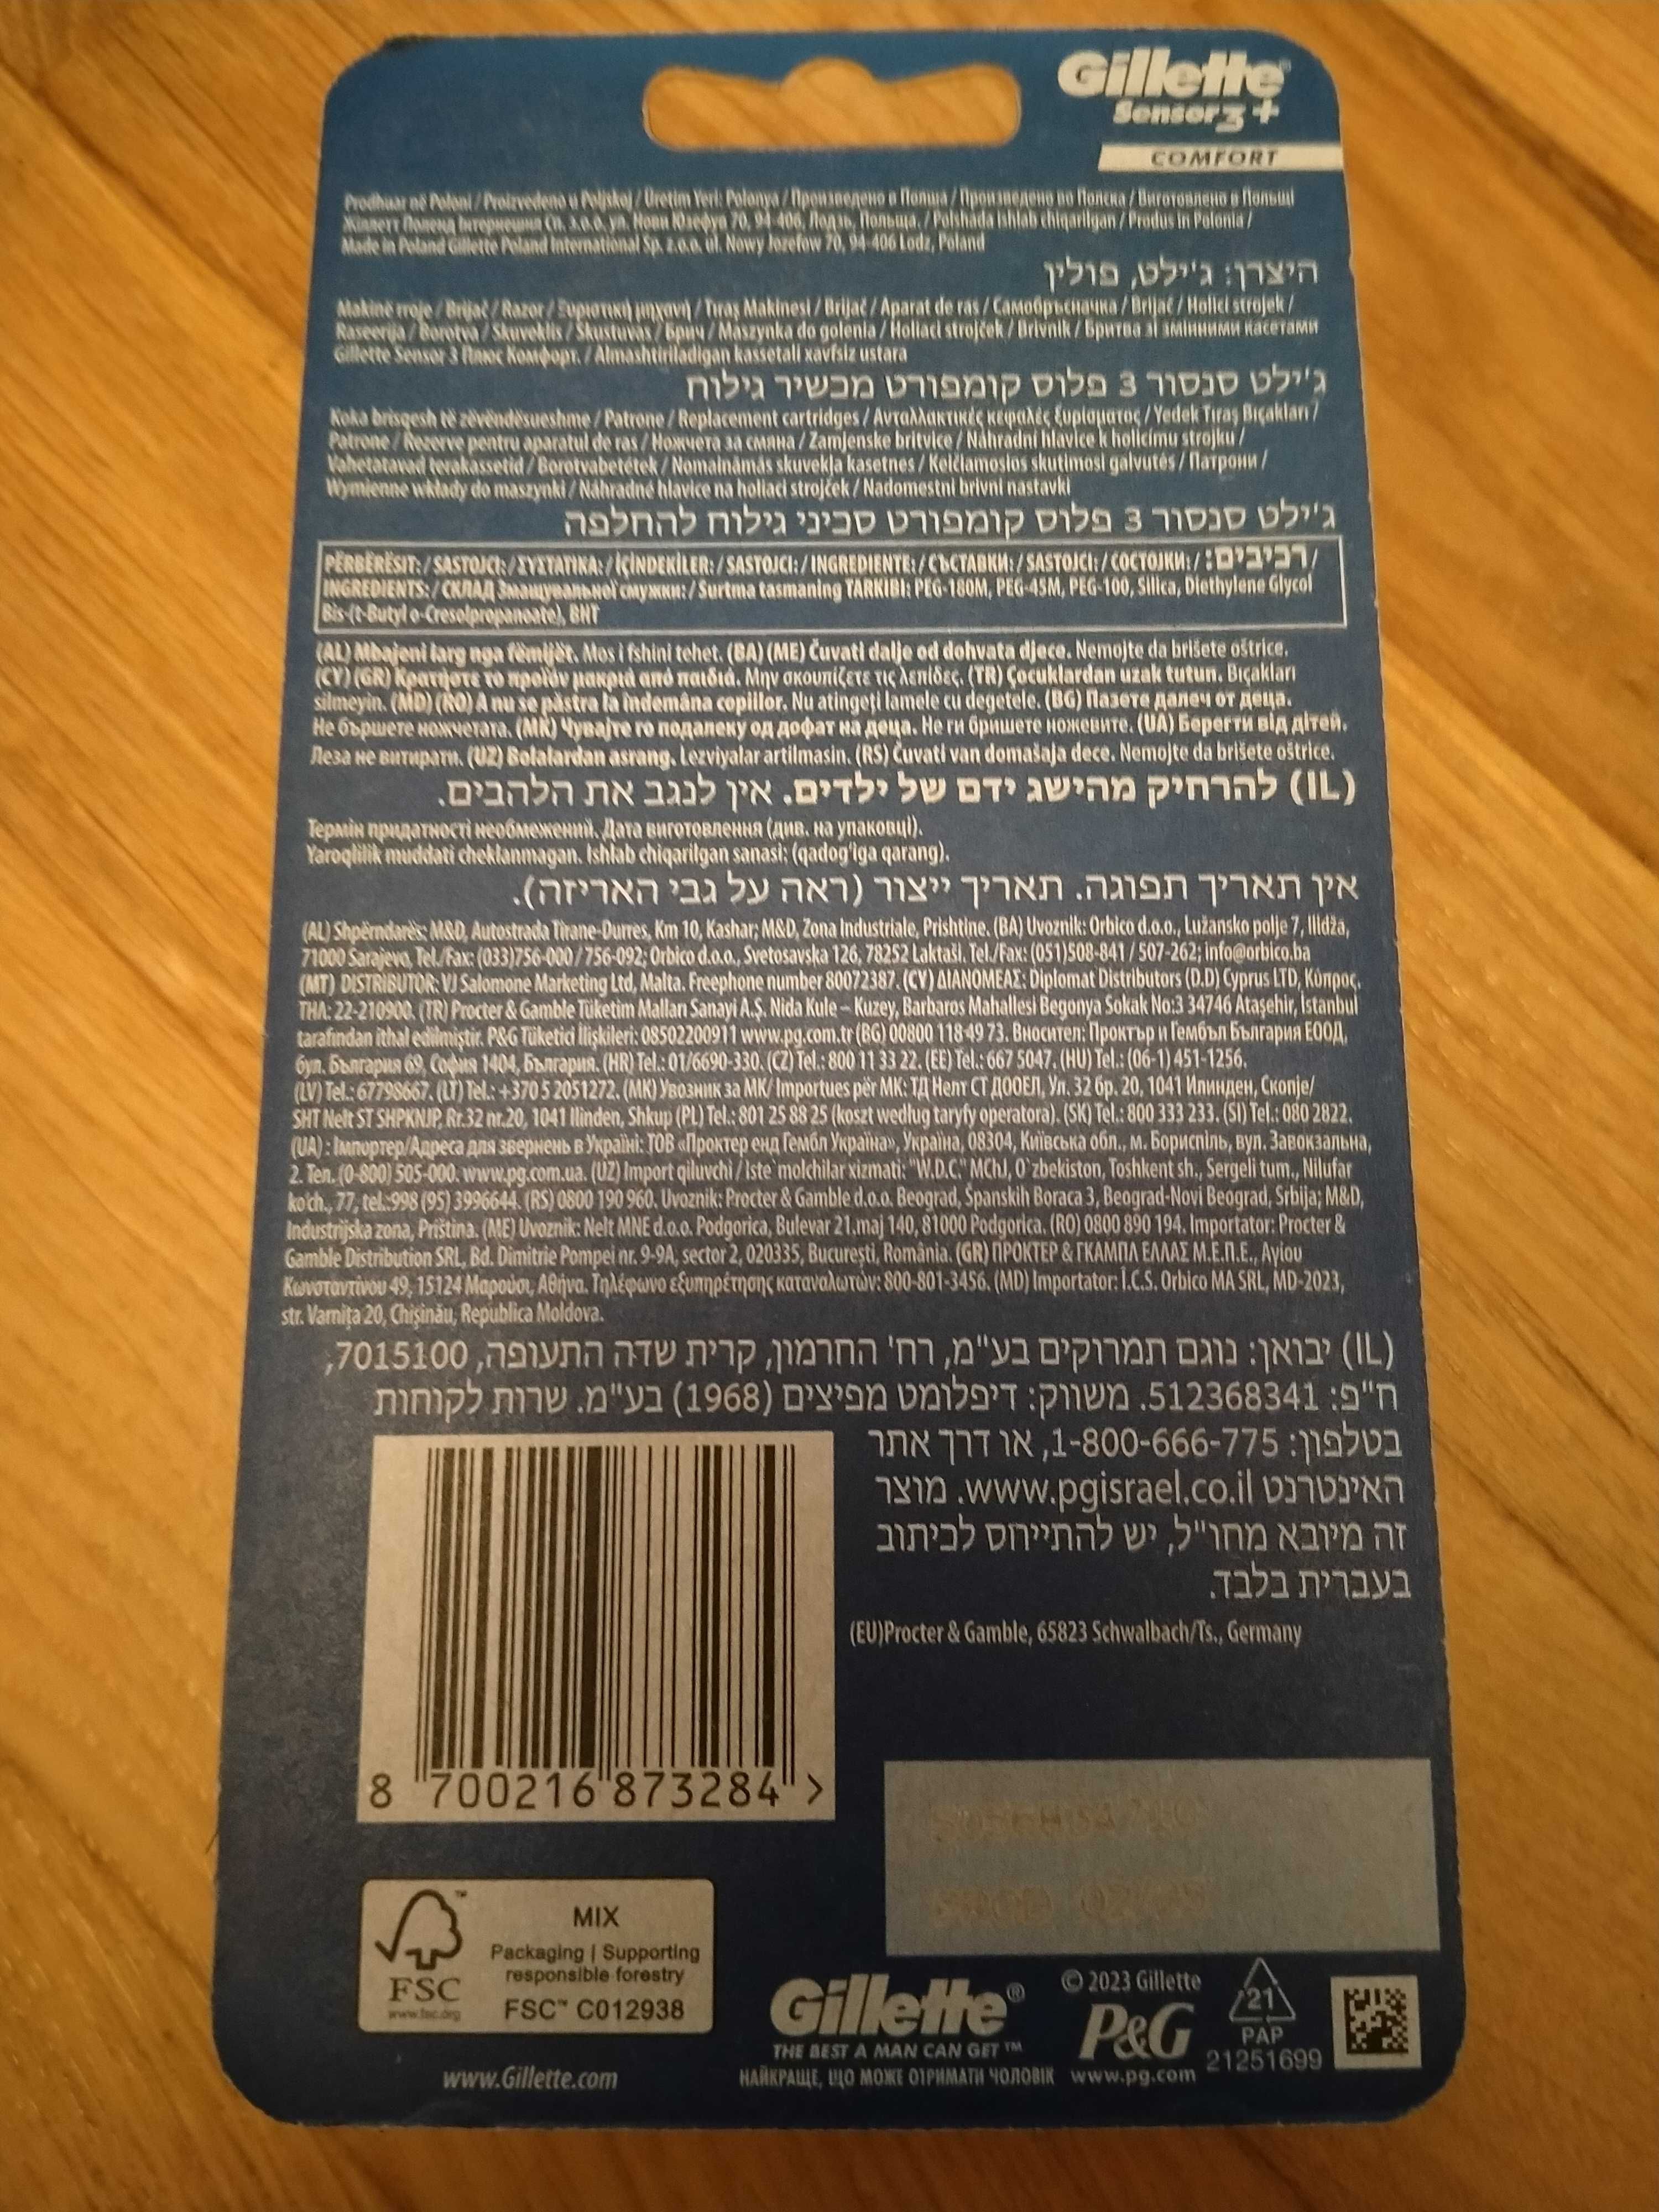 Gillette®
Sensor3+
COMFORT
Prodhuar në Poloni / Proizvedeno u Poljskoj / Üretim Yeri: Polonya / Произведено в Полша / Произведено во Полска / Виготовлено в Польщі
Жіллетт Поленд Інтернешнл Сп. з.о.о, ул. Нови Юзефув 70, 94-406, Лодзь, Польща. / Polshada ishlab chiqarilgan / Produs in Polonia /
Made in Poland Gillette Poland International Sp. z.o.o. ul. Nowy Jozefow 70, 94-406 Lodz, Poland
היצרן: ג'ילט, פולין
Makinë rroje / Brijač / Razor / Ξυριστική μηχανή / Tıraş Makinesi / Brijač / Aparat de ras / Самобръсначка / Brijač / Holicí strojek /
Raseerija / Borotva / Skuveklis / Skustuvas / Брич / Maszynka do golenia / Holiaci strojček / Brivnik / Бритва зі змінними касетами
Gillette Sensor 3 Плюс Комфорт. / Almashtiriladigan kassetali xavfsiz ustara
ג'ילט סנסור 3 פלוס קומפורט מכשיר גילוח
Koka brisqesh të zëvendësueshme / Patrone / Replacement cartridges / Ανταλλακτικές κεφαλές ξυρίσματος / Yedek Tıraş Bıçakları /
Patrone / Rezerve pentru aparatul de ras / Ножчета за смяна / Zamjenske britvice / Náhradní hlavice k holicímu strojku /
Vahetatavad terakassetid / Borotvabetétek / Nomaināmās skuvekļa kasetnes / Keičiamosios skutimosi galvutės / Патрони /
Wymienne wkłady do maszynki / Náhradné hlavice na holiaci strojček / Nadomestni brivni nastavki
ג'ילט סנסור 3 פלוס קומפורט סכיני גילוח להחלפה
PËRBËRËSIT: / SASTOJCI: / ΣΥΣΤΑΤΙΚΑ: / İÇİNDEKİLER: / SASTOJCI: / INGREDIENTE: / СЪСТАВКИ: / SASTOJCI: / СОСТОЈКИ: / רכיבים: /
INGREDIENTS: / СКЛАД Змащувальної смужки: / Surtma tasmaning TARKIBI: PEG-180M, PEG-45M, PEG-100, Silica, Diethylene Glycol
Bis-(t-Butyl o-Cresolpropanoate), BHT
(AL) Mbajeni larg nga fëmijët. Mos i fshini tehet. (BA) (ME) Čuvati dalje od dohvata djece. Nemojte da brišete oštrice.
(CY) (GR) Κρατήστε το προϊόν μακριά από παιδιά. Μην σκουπίζετε τις λεπίδες. (TR) Çocuklardan uzak tutun. Bıçakları
silmeyin. (MD) (RO) A nu se păstra la îndemâna copiilor. Nu atingeți lamele cu degetele. (BG) Пазете далеч от деца.
Не бършете ножчетата. (MK) Чувајте го подалеку од дофат на деца. Не ги бришете ножевите. (UA) Берегти від дітей.
Леза не витирати. (UZ) Bolalardan asrang. Lezviyalar artilmasin. (RS) Čuvati van domašaja dece. Nemojte da brišete oštrice.
(IL) להרחיק מהישג ידם של ילדים. אין לנגב את הלהבים.
Термін придатності необмежений. Дата виготовлення (див. на упаковці).
Yaroqlilik muddati cheklanmagan. Ishlab chiqarilgan sanasi: (qadog'iga qarang).
אין תאריך תפוגה. תאריך ייצור (ראה על גבי האריזה).
(AL) Shpërndarës: M&D, Autostrada Tirane-Durres, Km 10, Kashar; M&D, Zona Industriale, Prishtine. (BA) Uvoznik: Orbico d.o.o., Lužansko polje 7, Ilidža,
71000 Sarajevo, Tel./Fax: (033)756-000 / 756-092; Orbico d.o.o., Svetosavska 126, 78252 Laktaši. Tel./Fax: (051)508-841 / 507-262; info@orbico.ba
(MT) DISTRIBUTOR: VJ Salomone Marketing Ltd, Malta. Freephone number 80072387. (CY) ΔΙΑΝΟΜΕΑΣ: Diplomat Distributors (D.D) Cyprus LTD, Κύπρος,
ΤΗΛ: 22-210900. (TR) Procter & Gamble Tüketim Malları Sanayi A.Ş. Nida Kule – Kuzey, Barbaros Mahallesi Begonya Sokak No:3 34746 Ataşehir, İstanbul
tarafından ithal edilmiştir. P&G Tüketici İlişkileri: 08502200911 www.pg.com.tr (BG) 00800 118 49 73. Вносител: Проктър и Гембъл България ЕООД,
бул. България 69, София 1404, България. (HR) Tel.: 01/6690-330. (CZ) Tel.: 800 11 33 22. (EE) Tel.: 667 5047. (HU) Tel.: (06-1) 451-1256.
(LV) Tel.: 67798667. (LT) Tel.: +370 5 2051272. (MK) Увозник за МК/ Importues për MK: ТД Нелт СТ ДООЕЛ, Ул. 32 бр. 20, 1041 Илинден, Скопје/
SHT Nelt ST SHPKNJP, Rr.32 nr.20, 1041 Ilinden, Shkup (PL) Tel.: 801 25 88 25 (koszt według taryfy operatora). (SK) Tel.: 800 333 233. (SI) Tel.: 080 2822.
(UA) : Імпортер/Адреса для звернень в Україні: ТОВ «Проктер енд Гембл Україна», Україна, 08304, Київська обл., м. Бориспіль, вул. Завокзальна,
2. Тел. (0-800) 505-000. www.pg.com.ua. (UZ) Import qiluvchi / Iste`molchilar xizmati: "W.D.C." MChJ, O`zbekiston, Toshkent sh., Sergeli tum., Nilufar
ko'ch., 77, tel.:998 (95) 3996644. (RS) 0800 190 960. Uvoznik: Procter & Gamble d.o.o. Beograd, Španskih Boraca 3, Beograd-Novi Beograd, Srbija; M&D,
Industrijska zona, Priština. (ME) Uvoznik: Nelt MNE d.o.o. Podgorica, Bulevar 21.maj 140, 81000 Podgorica. (RO) 0800 890 194. Importator: Procter &
Gamble Distribution SRL, Bd. Dimitrie Pompei nr. 9-9A, sector 2, 020335, București, România. (GR) ΠΡΟΚΤΕΡ & ΓΚΑΜΠΛ ΕΛΛΑΣ Μ.Ε.Π.Ε., Αγίου
Κωνσταντίνου 49, 15124 Μαρούσι, Αθήνα. Τηλέφωνο εξυπηρέτησης καταναλωτών: 800-801-3456. (MD) Importator: Î.C.S. Orbico MA SRL, MD-2023,
str. Varnița 20, Chișinău, Republica Moldova.
(IL) יבואן: נוגם תמרוקים בע"מ, רח' החרמון, קרית שדה התעופה, 7015100,
ח"פ: 512368341. משווק: דיפלומט מפיצים (1968) בע"מ. שרות לקוחות
בטלפון: 1-800-666-775, או דרך אתר
האינטרנט www.pgisrael.co.il. מוצר
זה מיובא מחו"ל, יש להתייחס לכיתוב
בעברית בלבד.
(EU)Procter & Gamble, 65823 Schwalbach/Ts., Germany
8 700216 873284 >
FSC
www.fsc.org
MIX
Packaging | Supporting
responsible forestry
FSC™ C012938
www.Gillette.com
Gillette®
THE BEST A MAN CAN GET™
НАЙКРАЩЕ, ЩО МОЖЕ ОТРИМАТИ ЧОЛОВІК
© 2023 Gillette
P&G
www.pg.com
21
PAP
21251699